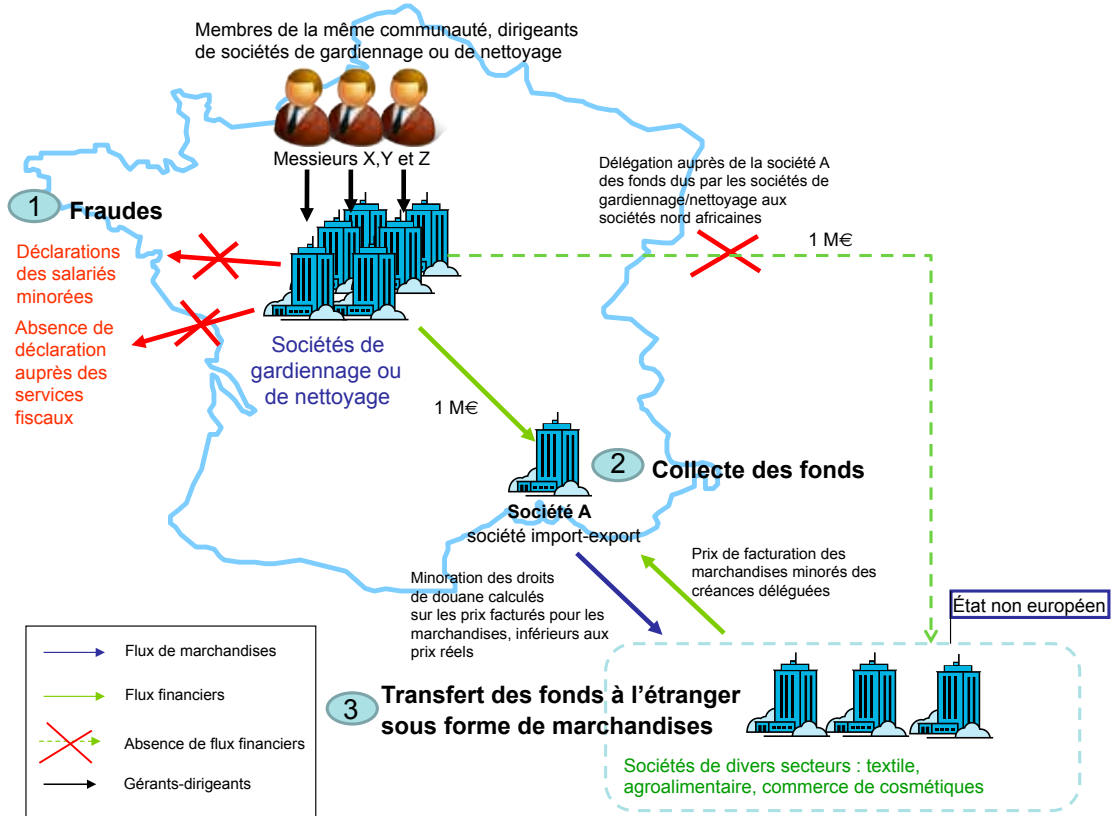 Membres de la même communauté, dirigeants
de sociétés de gardiennage ou de nettoyage
Messieurs X,Y et Z
1 Fraudes
Déclarations
des salariés
minorées
Absence de
déclaration
auprès des
services
fiscaux
Sociétés de
gardiennage ou
de nettoyage
Délégation auprès de la société A
des fonds dus par les sociétés de
gardiennage/nettoyage aux
sociétés nord africaines
1 M€
1 M€
2 Collecte des fonds
Société A
société import-export
Minoration des droits
de douane calculés
sur les prix facturés pour les
marchandises, inférieurs aux
prix réels
Prix de facturation des
marchandises minorés des
créances déléguées
État non européen
3 Transfert des fonds à l’étranger
sous forme de marchandises
Sociétés de divers secteurs : textile,
agroalimentaire, commerce de cosmétiques
Flux de marchandises
Flux financiers
Absence de flux financiers
Gérants-dirigeants